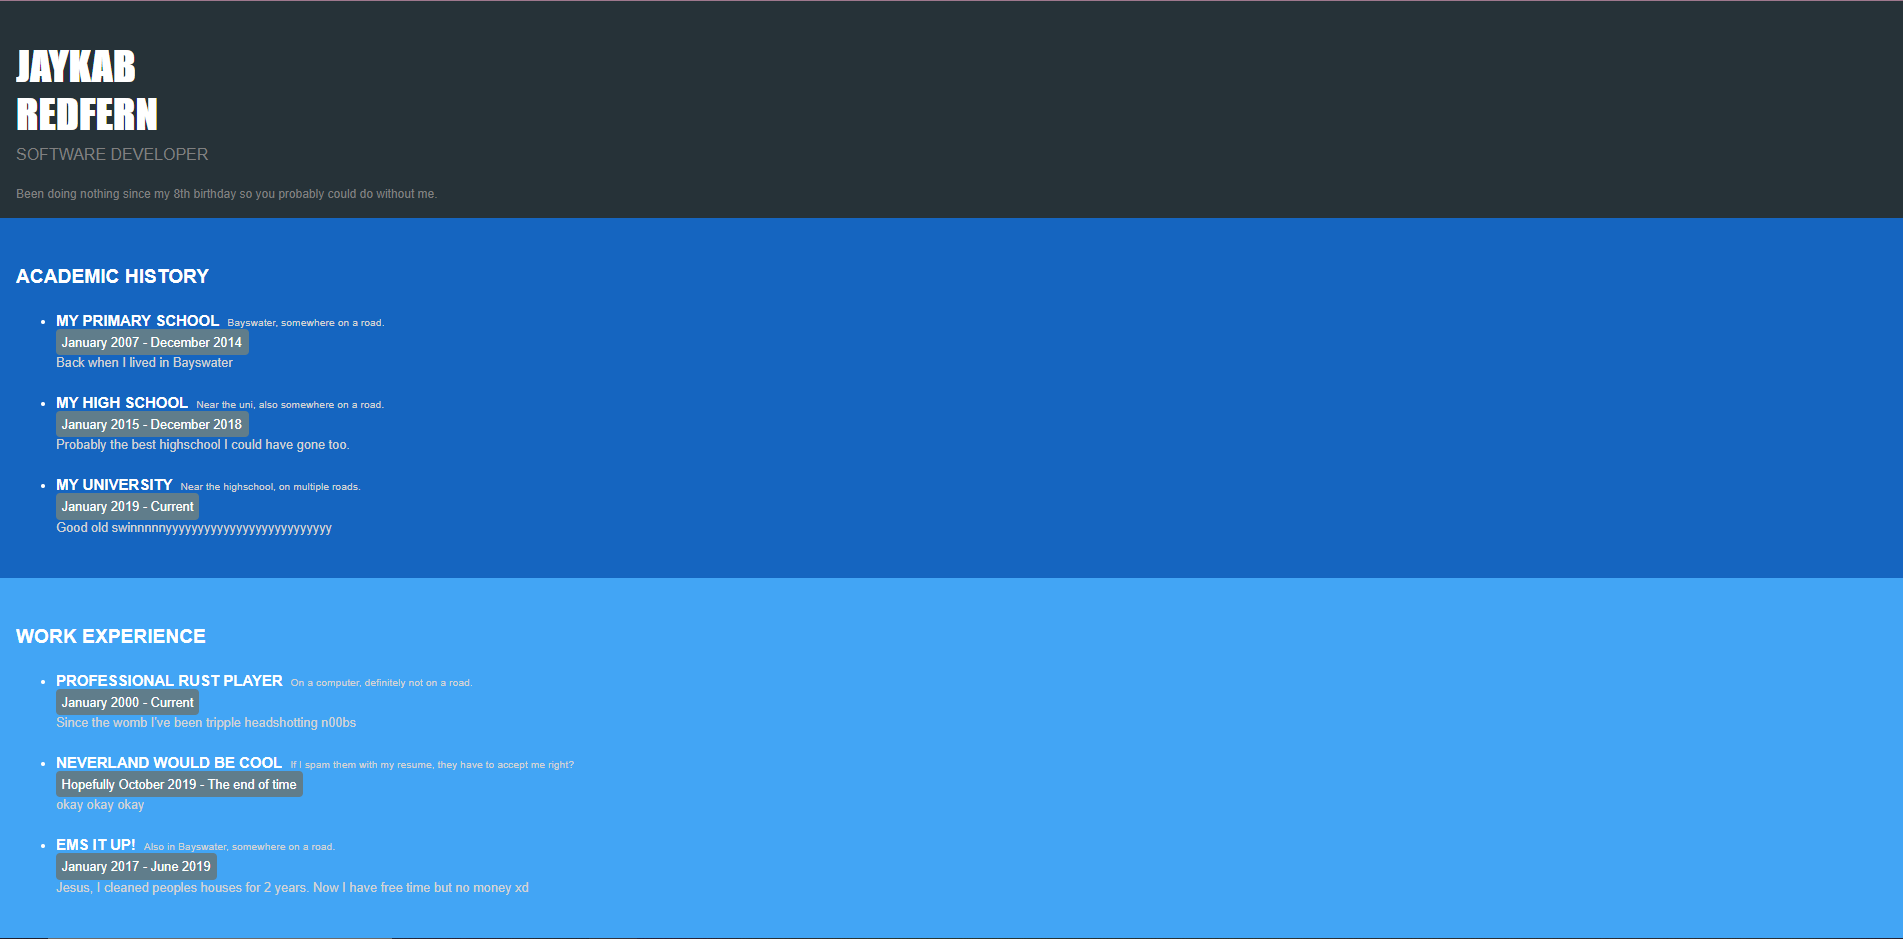 JAYKAB
REDFERN
SOFTWARE DEVELOPER
Been doing nothing since my 8th birthday so you probably could do without me.
ACADEMIC HISTORY
MY PRIMARY SCHOOL Bayswater, somewhere on a road.
January 2007 - December 2014
Back when I lived in Bayswater
MY HIGH SCHOOL Near the uni, also somewhere on a road.
January 2015 - December 2018
Probably the best highschool I could have gone too.
MY UNIVERSITY Near the highschool, on multiple roads.
January 2019 - Current
Good old swinnnnnyyyyyyyyyyyyyyyyyyyyyyyyyy
WORK EXPERIENCE
PROFESSIONAL RUST PLAYER On a computer, definitely not on a road.
January 2000 - Current
Since the womb I've been tripple headshotting n00bs
NEVERLAND WOULD BE COOL If I spam them with my resume, they have to accept me right?
Hopefully October 2019 - The end of time
okay okay okay
EMS IT UP! Also in Bayswater, somewhere on a road.
January 2017 - June 2019
Jesus, I cleaned peoples houses for 2 years. Now I have free time but no money xd